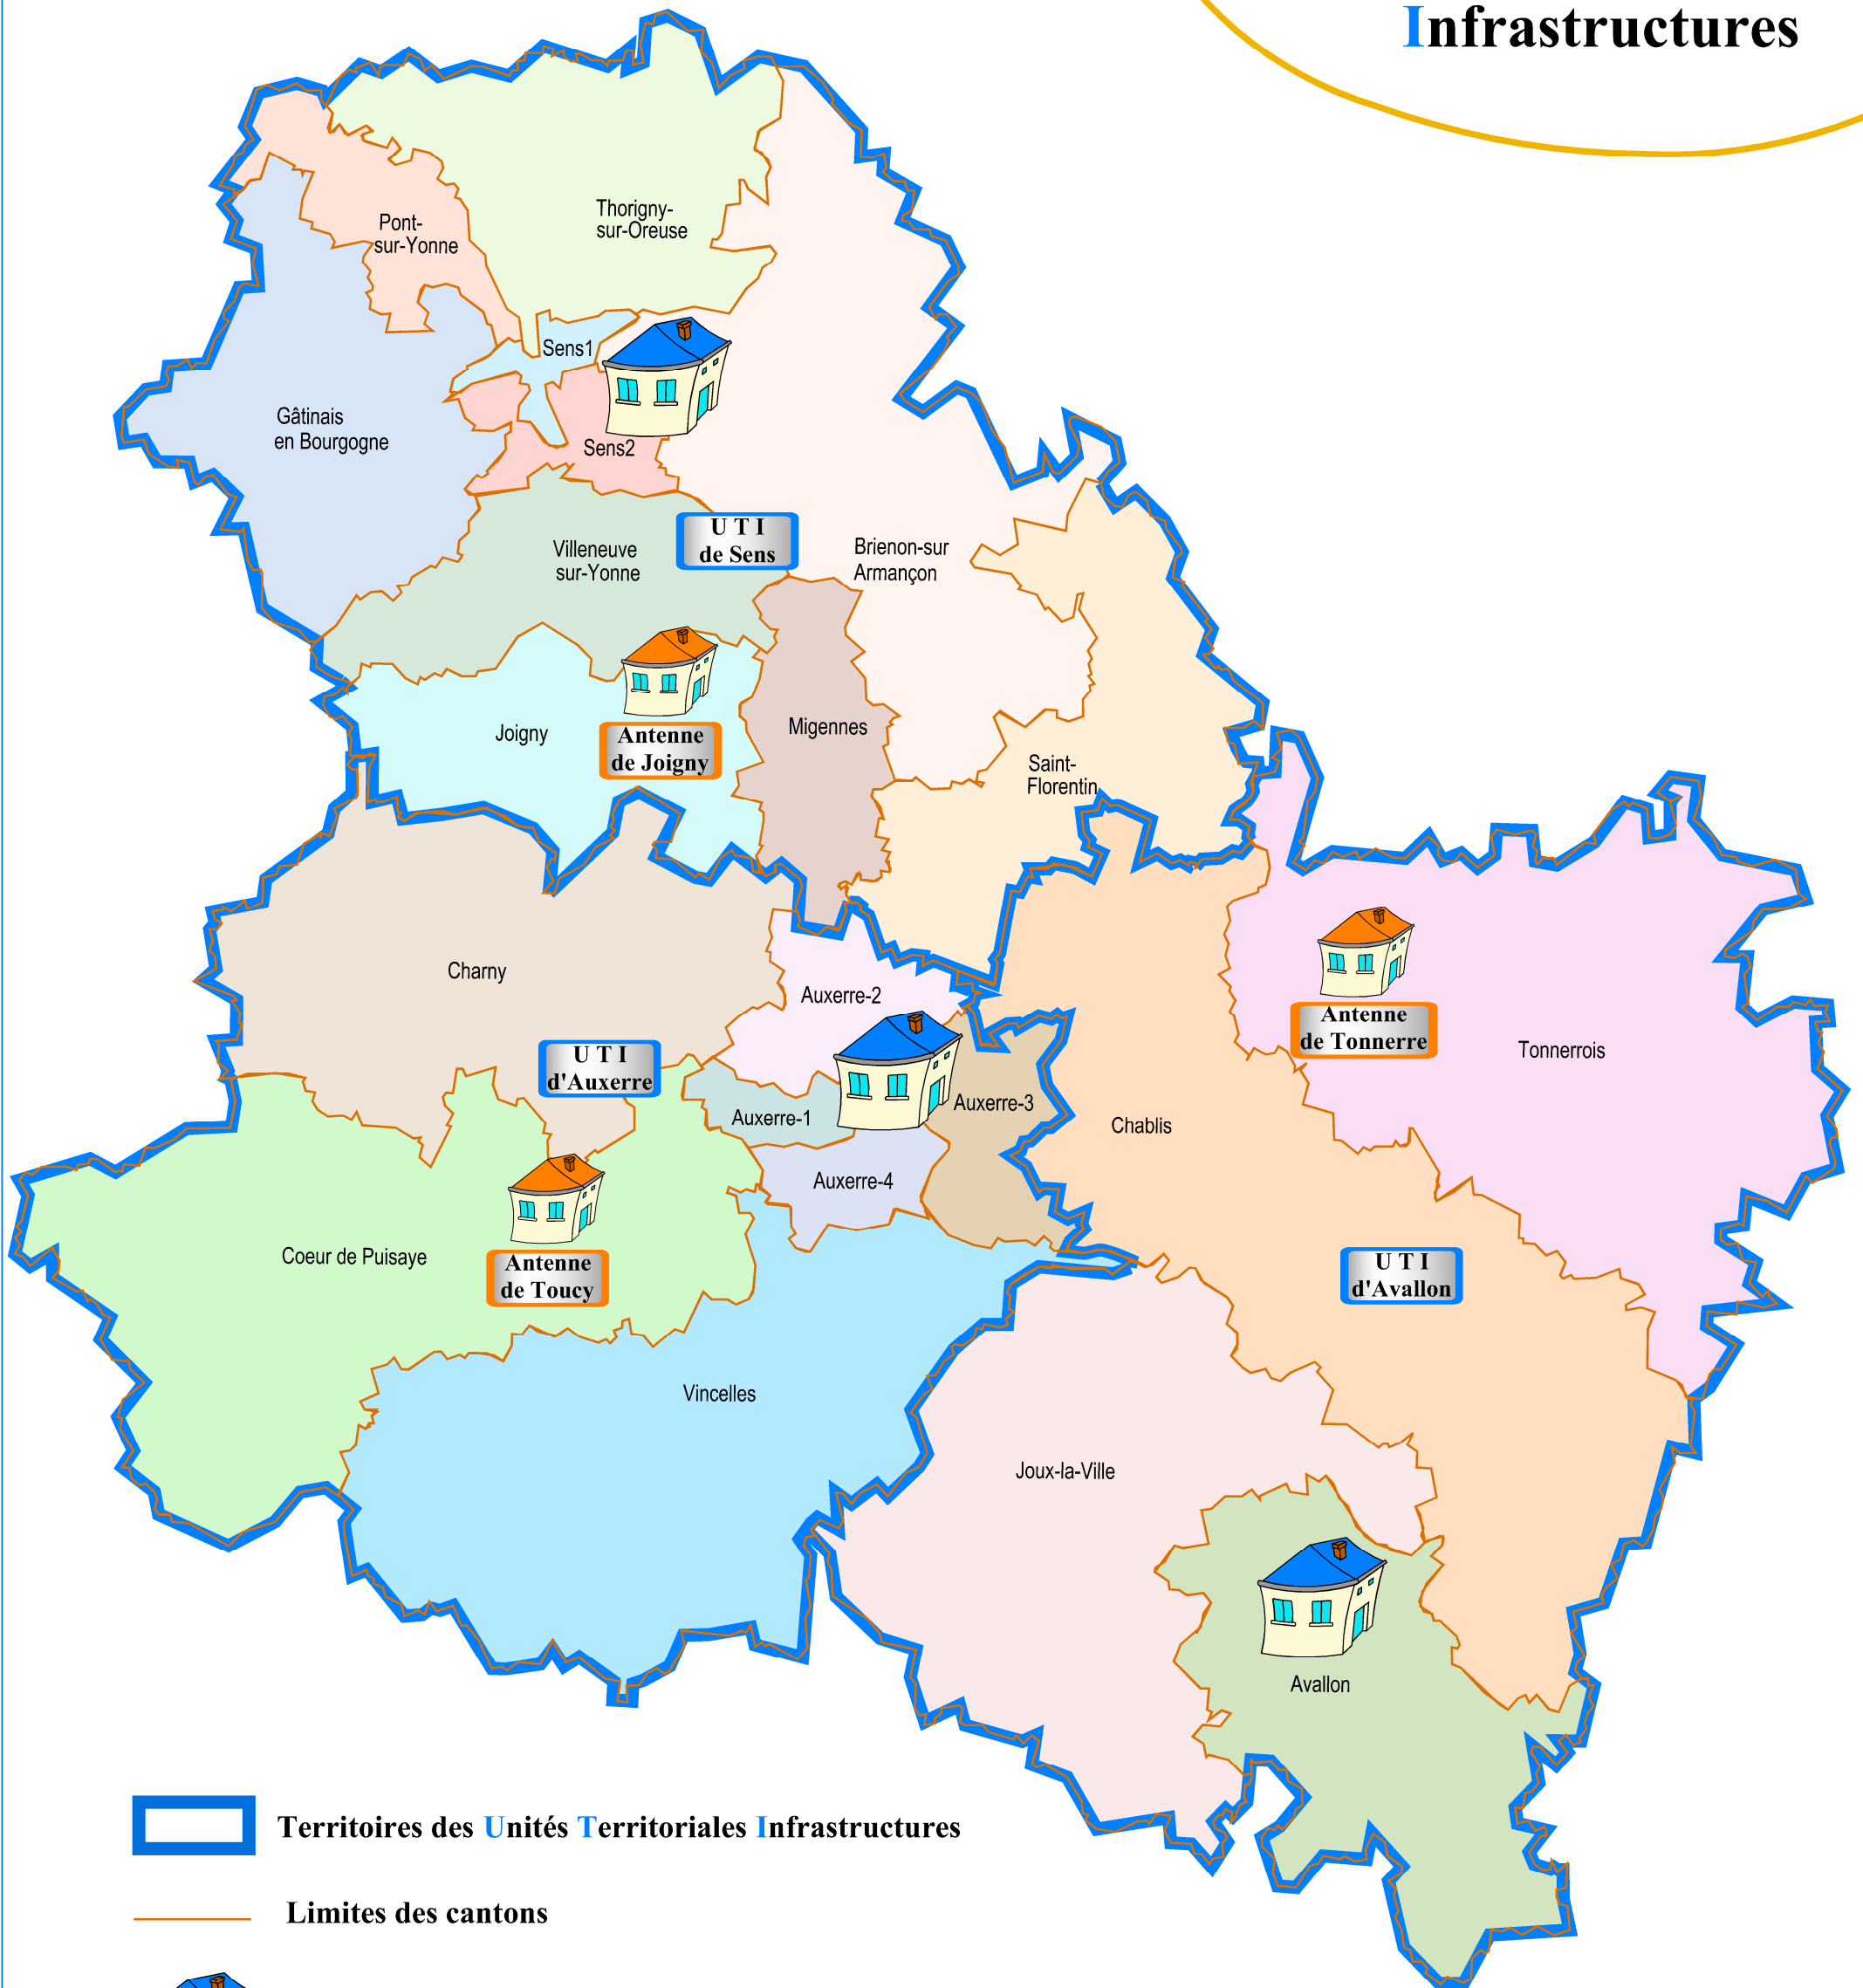 Infrastructures
Pont-
sur-Yonne
Thorigny-
sur-Oreuse
Sens1
Gâtinais
en Bourgogne
Sens2
U T I
de Sens
Villeneuve
sur-Yonne
Brienon-sur
Armançon
Joigny
Antenne
de Joigny
Migennes
Saint-
Florentin
Charny
Auxerre-2
Antenne
de Tonnerre
Tonnerrois
U T I
d'Auxerre
Auxerre-1
Auxerre-3
Chablis
Auxerre-4
Coeur de Puisaye
Antenne
de Toucy
U T I
d'Avallon
Vincelles
Joux-la-Ville
Avallon
Territoires des Unités Territoriales Infrastructures
Limites des cantons